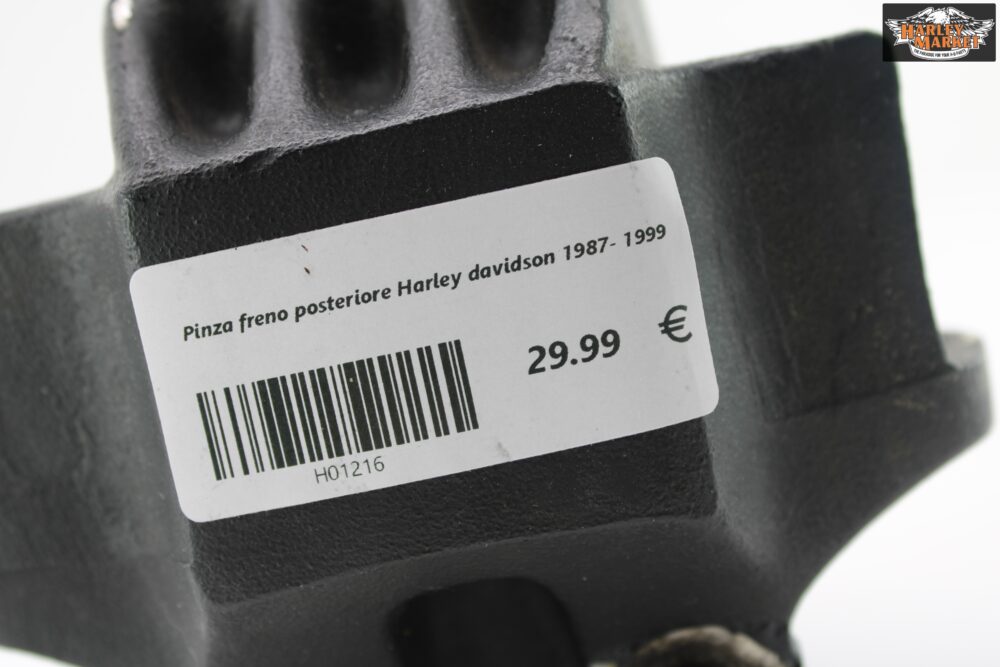 HARLEY
MARKET
Pinza freno posteriore Harley davidson 1987- 1999
29.99 €
H01216